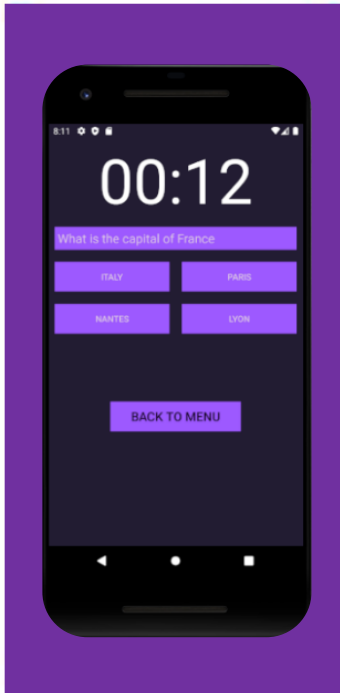 8:11
00:12
What is the capital of France
ITALY
PARIS
NANTES
LYON
BACK TO MENU